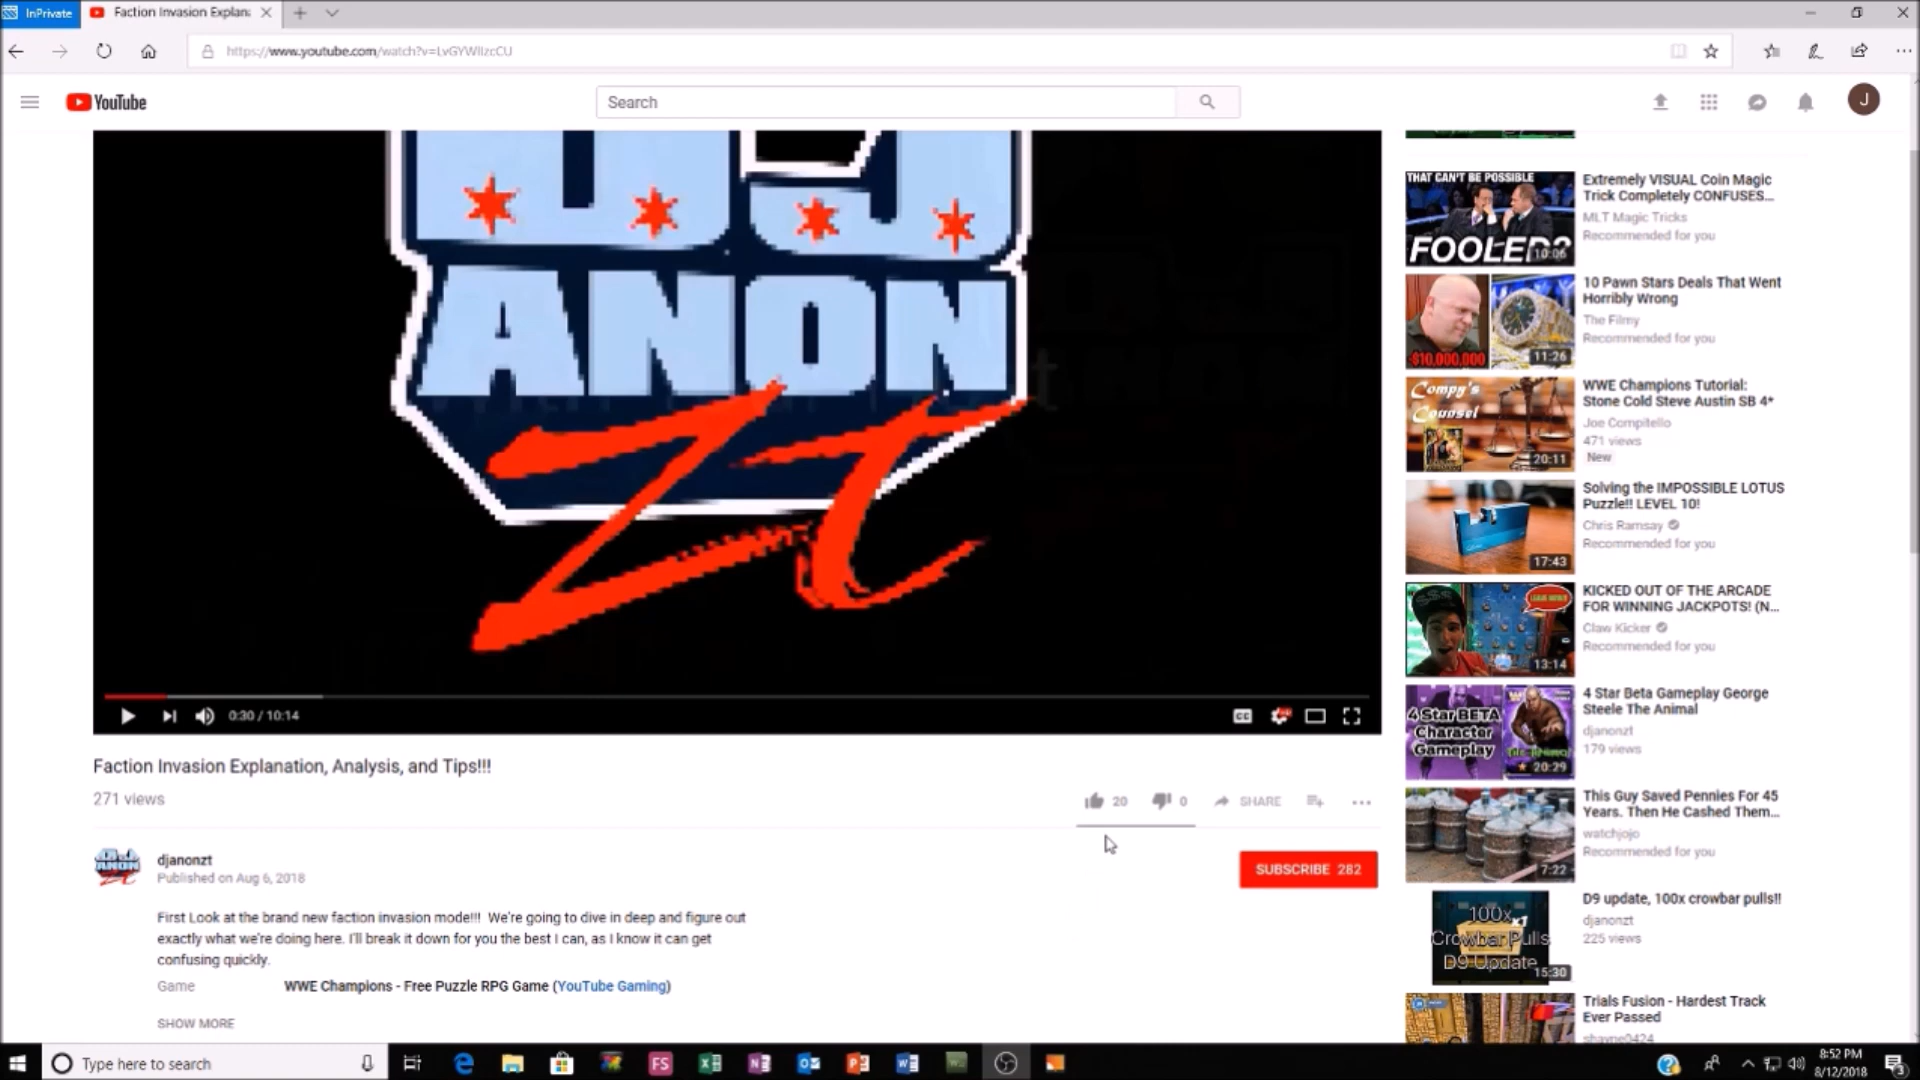 InPrivate
Faction Invasion Explan
https://www.youtube.com/watch?v=LvGYWIIzcCU
YouTube
Search
J
DJ
ANON
Zt
0:30 / 10:14
CC
Faction Invasion Explanation, Analysis, and Tips!!!
271 views
20
0
SHARE
djanonzt
Published on Aug 6, 2018
SUBSCRIBE 282
First Look at the brand new faction invasion mode!!! We're going to dive in deep and figure out
exactly what we're doing here. I'll break it down for you the best I can, as I know it can get
confusing quickly.
Game
WWE Champions - Free Puzzle RPG Game (YouTube Gaming)
SHOW MORE
THAT CAN'T BE POSSIBLE
FOOLED?
10:06
Extremely VISUAL Coin Magic
Trick Completely CONFUSES...
MLT Magic Tricks
Recommended for you
$10,000,000
11:26
10 Pawn Stars Deals That Went
Horribly Wrong
The Filmy
Recommended for you
Compy's
Counsel
20:11
WWE Champions Tutorial:
Stone Cold Steve Austin SB 4*
Joe Compitello
471 views
New
17:43
Solving the IMPOSSIBLE LOTUS
Puzzle!! LEVEL 10!
Chris Ramsay
Recommended for you
13:14
KICKED OUT OF THE ARCADE
FOR WINNING JACKPOTS! (N...
Claw Kicker
Recommended for you
4 Star BETA
Character
Gameplay
20:29
4 Star Beta Gameplay George
Steele The Animal
djanonzt
179 views
7:22
This Guy Saved Pennies For 45
Years. Then He Cashed Them...
watchjojo
Recommended for you
100x
Crowbar Pulls
D9 Update
15:30
D9 update, 100x crowbar pulls!!
djanonzt
225 views
Trials Fusion - Hardest Track
Ever Passed
shayne0424
Type here to search
FS
8:52 PM
8/12/2018
3